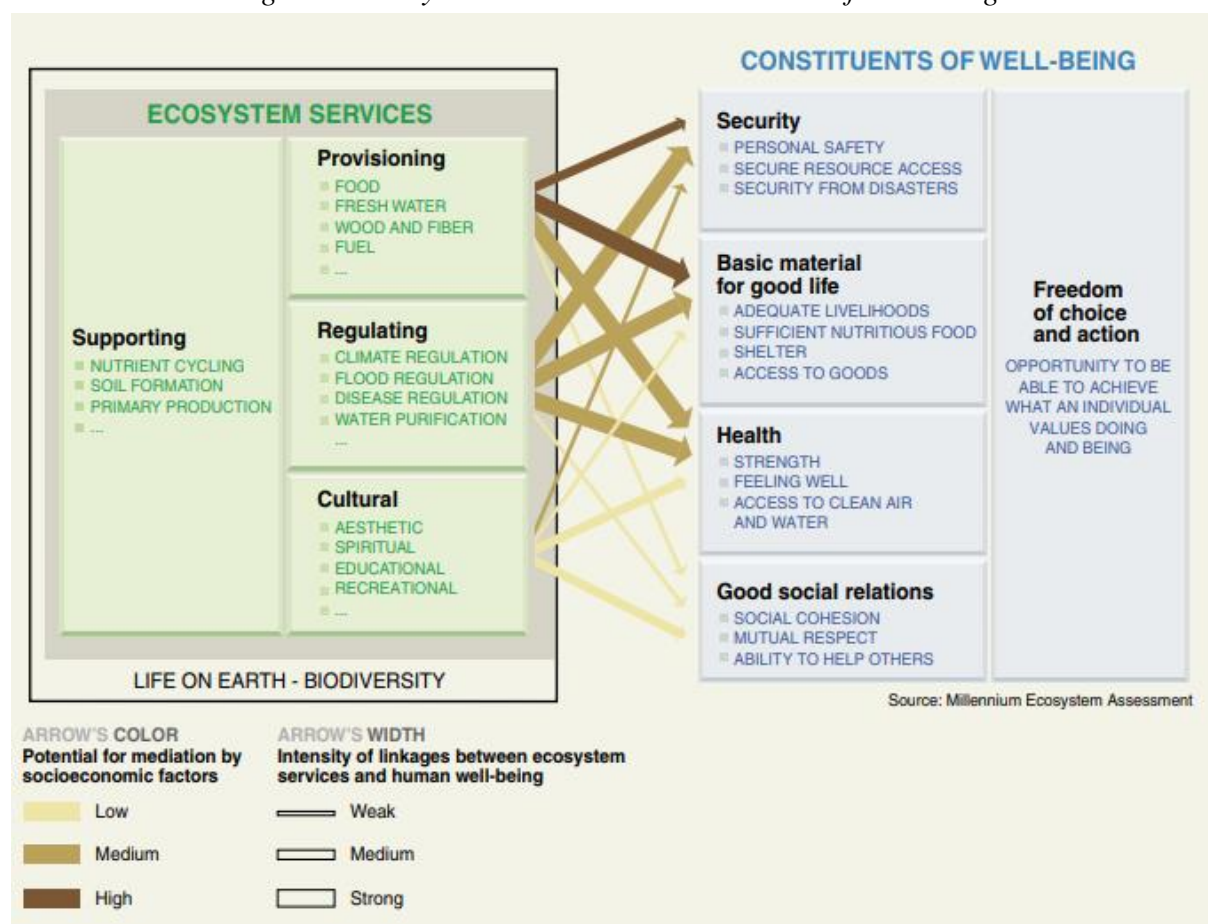 CONSTITUENTS OF WELL-BEING
ECOSYSTEM SERVICES
Supporting
NUTRIENT CYCLING
SOIL FORMATION
PRIMARY PRODUCTION
...
Provisioning
FOOD
FRESH WATER
WOOD AND FIBER
FUEL
...
Regulating
CLIMATE REGULATION
FLOOD REGULATION
DISEASE REGULATION
WATER PURIFICATION
...
Cultural
AESTHETIC
SPIRITUAL
EDUCATIONAL
RECREATIONAL
...
LIFE ON EARTH - BIODIVERSITY
Security
PERSONAL SAFETY
SECURE RESOURCE ACCESS
SECURITY FROM DISASTERS
Basic material
for good life
ADEQUATE LIVELIHOODS
SUFFICIENT NUTRITIOUS FOOD
SHELTER
ACCESS TO GOODS
Health
STRENGTH
FEELING WELL
ACCESS TO CLEAN AIR
AND WATER
Good social relations
SOCIAL COHESION
MUTUAL RESPECT
ABILITY TO HELP OTHERS
Freedom
of choice
and action
OPPORTUNITY TO BE
ABLE TO ACHIEVE
WHAT AN INDIVIDUAL
VALUES DOING
AND BEING
Source: Millennium Ecosystem Assessment
ARROW'S COLOR
Potential for mediation by
socioeconomic factors
Low
Medium
High
ARROW'S WIDTH
Intensity of linkages between ecosystem
services and human well-being
Weak
Medium
Strong